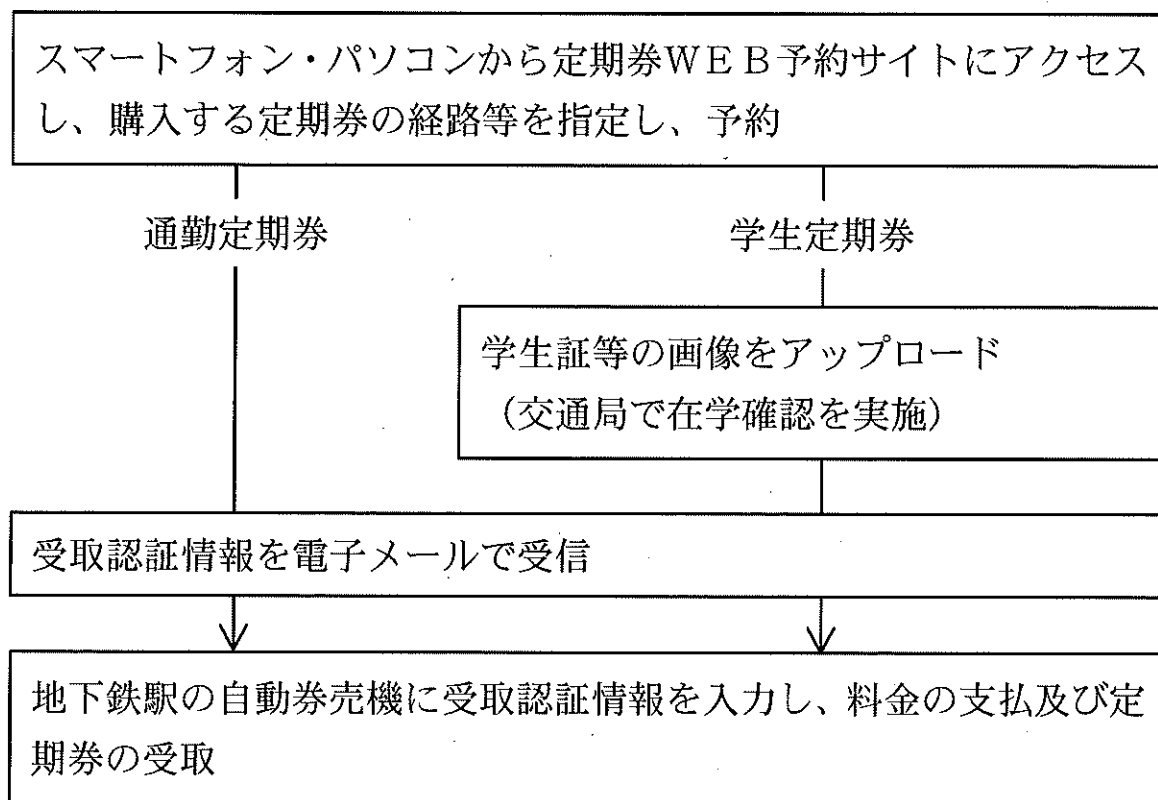 スマートフォン・パソコンから定期券ＷＥＢ予約サイトにアクセス
し、購入する定期券の経路等を指定し、予約
通勤定期券
学生定期券
学生証等の画像をアップロード
（交通局で在学確認を実施）
受取認証情報を電子メールで受信
地下鉄駅の自動券売機に受取認証情報を入力し、料金の支払及び定
期券の受取